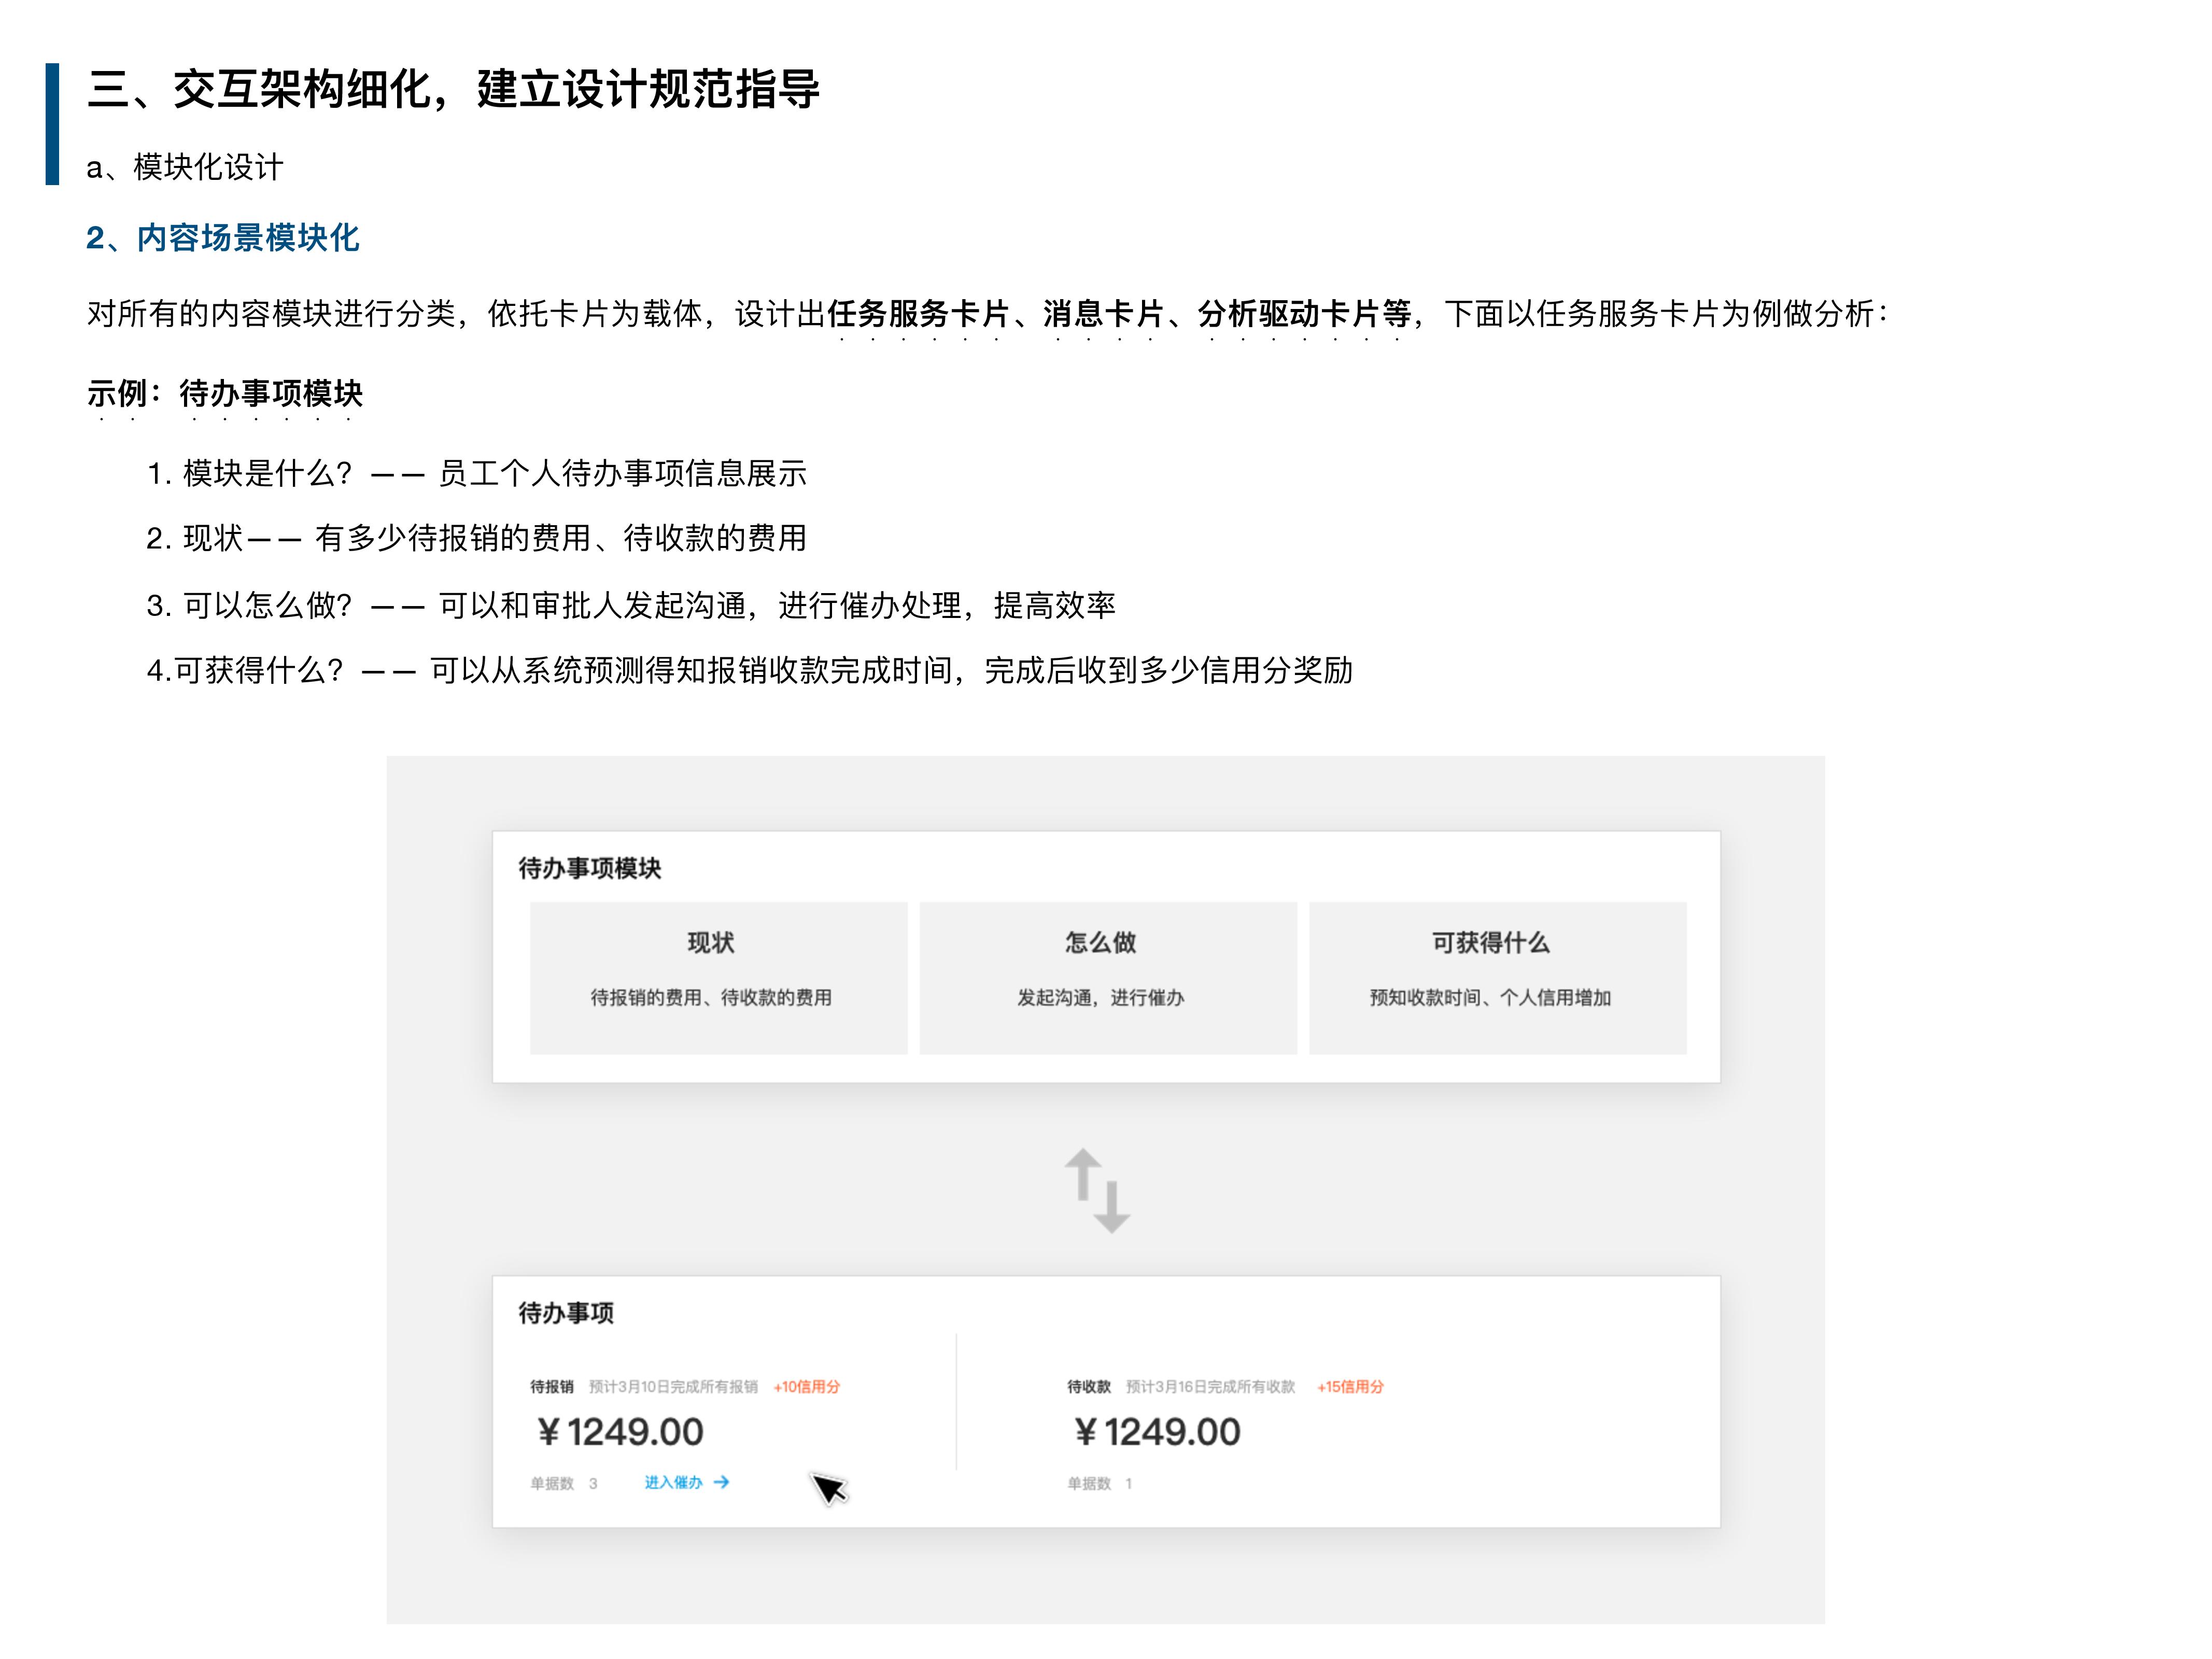 三、交互架构细化，建立设计规范指导
a、模块化设计
2、内容场景模块化
对所有的内容模块进行分类，依托卡片为载体，设计出任务服务卡片、消息卡片、分析驱动卡片等，下面以任务服务卡片为例做分析：
示例：待办事项模块
1. 模块是什么？—— 员工个人待办事项信息展示
2. 现状—— 有多少待报销的费用、待收款的费用
3. 可以怎么做？—— 可以和审批人发起沟通，进行催办处理，提高效率
4.可获得什么？—— 可以从系统预测得知报销收款完成时间，完成后收到多少信用分奖励
待办事项模块
现状
待报销的费用、待收款的费用
怎么做
发起沟通，进行催办
可获得什么
预知收款时间、个人信用增加
待办事项
待报销 预计3月10日完成所有报销 +10信用分
¥1249.00
单据数 3 进入催办 →
待收款 预计3月16日完成所有收款 +15信用分
¥1249.00
单据数 1